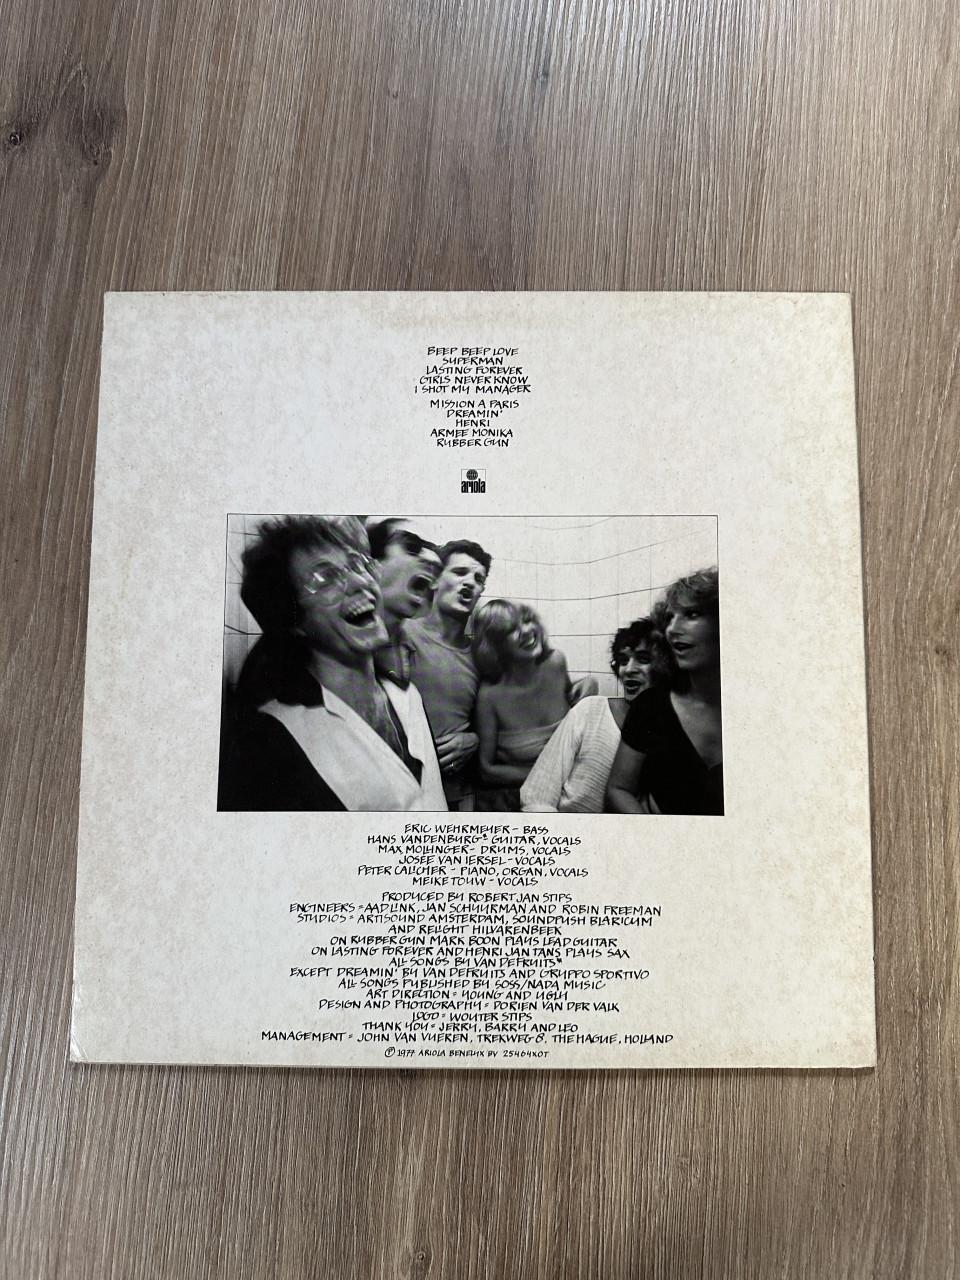 BEEP BEEP LOVE
SUPERMAN
LASTING FOREVER
GIRLS NEVER KNOW
I SHOT MY MANAGER
MISSION A PARIS
DREAMIN'
HENRI
ARMEE MONIKA
RUBBER GUN
ariola
ERIC WEHRMEYER - BASS
HANS VANDENBURG* GUITAR, VOCALS
MAX MOLLINGER - DRUMS, VOCALS
JOSEE VAN IERSEL - VOCALS
PETER CALICHER - PIANO, ORGAN, VOCALS
MEIKE TOUW - VOCALS
PRODUCED BY ROBERT JAN STIPS
ENGINEERS = AAD LINK, JAN SCHUURMAN AND ROBIN FREEMAN
STUDIOS = ARTISOUND AMSTERDAM, SOUNDPUSH BLARICUM
AND RELIGHT HILVARENBEEK
ON RUBBER GUN MARK BOON PLAYS LEAD GUITAR
ON LASTING FOREVER AND HENRI JAN TANS PLAYS SAX
ALL SONGS BY VAN DEFRUITS*
EXCEPT DREAMIN' BY VAN DEFRUITS AND GRUPPO SPORTIVO
ALL SONGS PUBLISHED BY SOSS/NADA MUSIC
ART DIRECTION = YOUNG AND UGLY
DESIGN AND PHOTOGRAPHY = DORIEN VAN DER VALK
LOGO = WOUTER STIPS
THANK YOU = JERRY, BARRY AND LEO
MANAGEMENT = JOHN VAN VUEREN, TREKWEG 8, THE HAGUE, HOLLAND
Ⓟ 1977 ARIOLA BENELUX BV 25464XOT